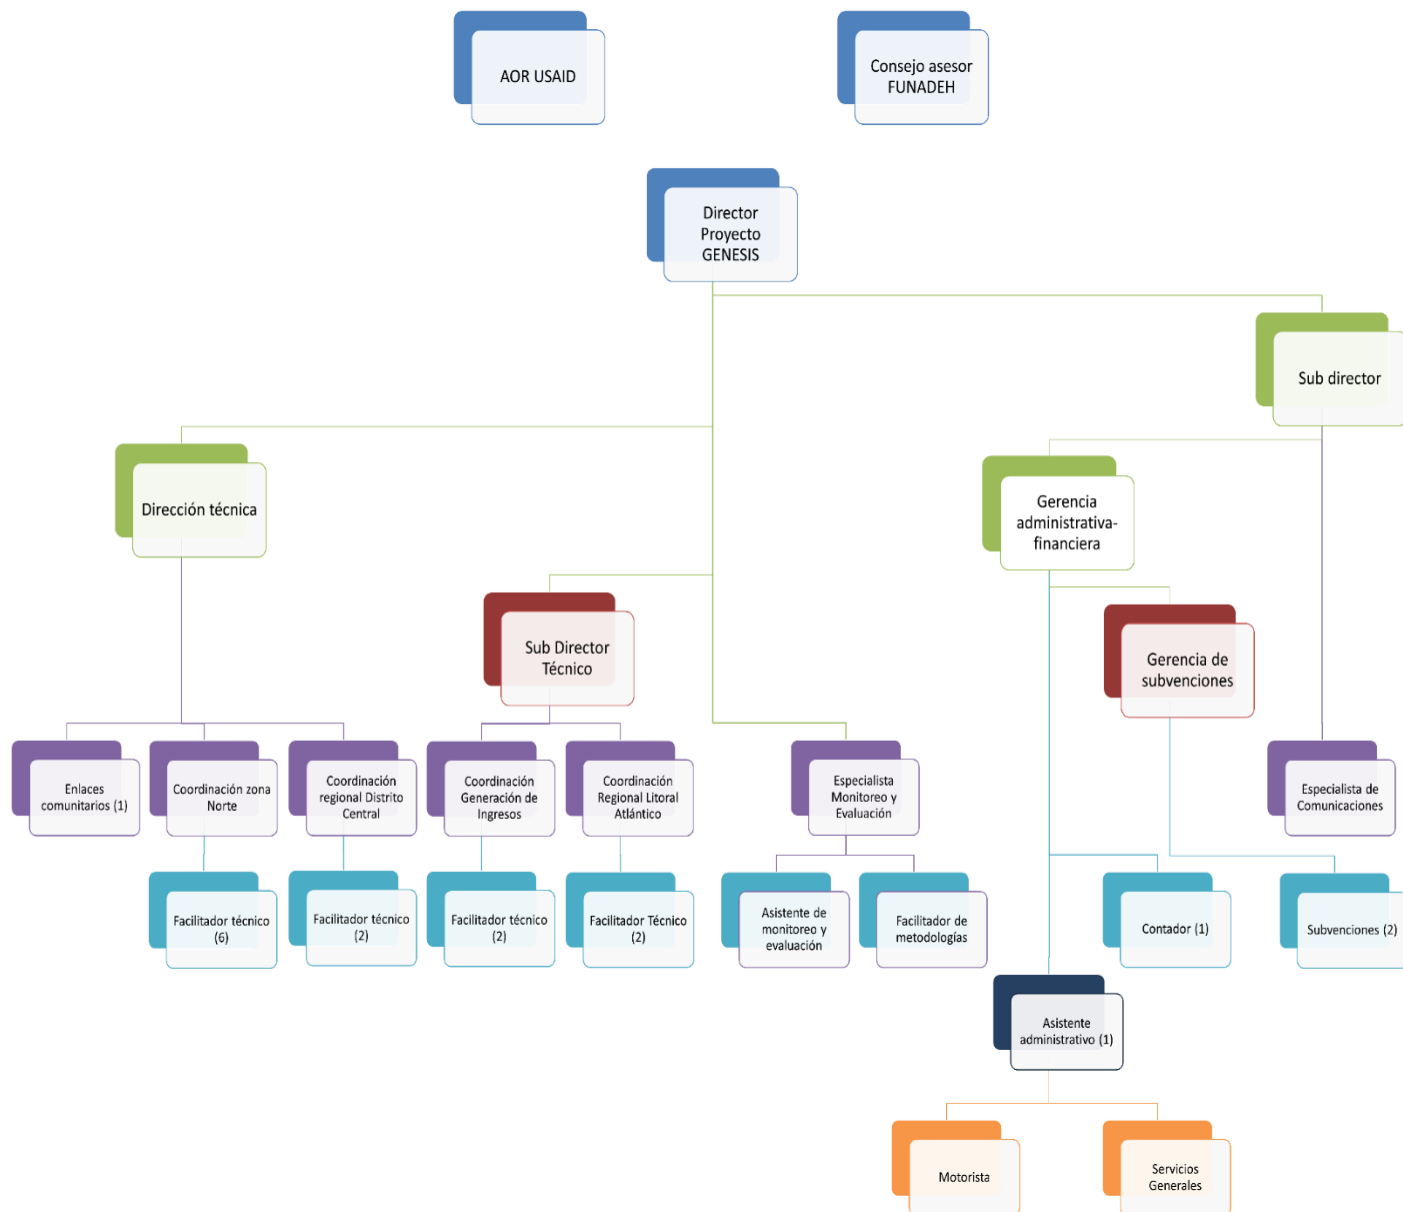 AOR USAID
Consejo asesor
FUNADEH
Director
Proyecto
GENESIS
Sub director
Dirección técnica
Gerencia
administrativa-
financiera
Sub Director
Técnico
Gerencia de
subvenciones
Enlaces
comunitarios (1)
Coordinación zona
Norte
Coordinación
regional Distrito
Central
Coordinación
Generación de
Ingresos
Coordinación
Regional Litoral
Atlántico
Especialista
Monitoreo y
Evaluación
Especialista de
Comunicaciones
Facilitador técnico
(6)
Facilitador técnico
(2)
Facilitador técnico
(2)
Facilitador Técnico
(2)
Asistente de
monitoreo y
evaluación
Facilitador de
metodologías
Contador (1)
Subvenciones (2)
Asistente
administrativo (1)
Motorista
Servicios
Generales